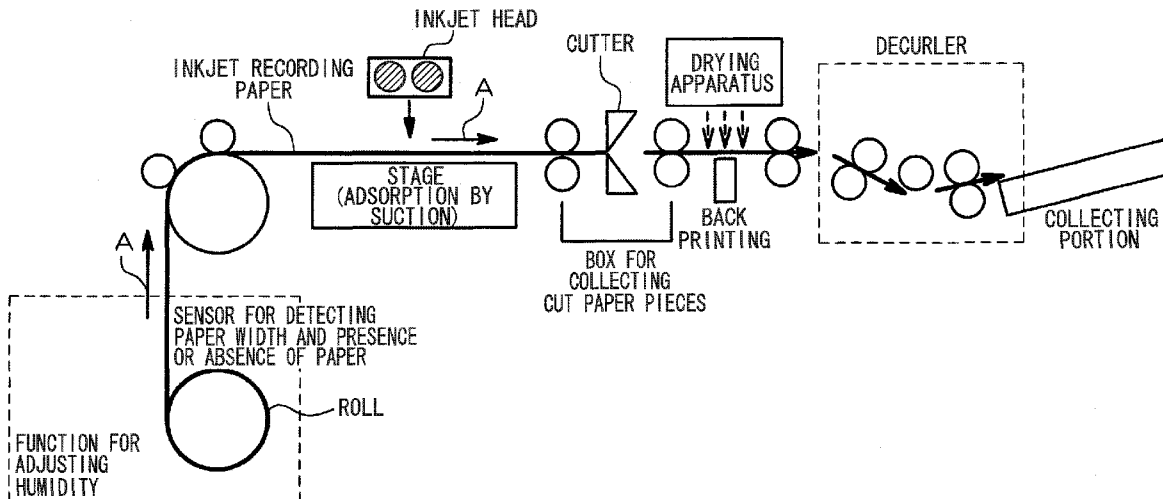 INKJET HEAD
INKJET RECORDING
PAPER
A
CUTTER
DRYING
APPARATUS
DECURLER
STAGE
(ADSORPTION BY
SUCTION)
BACK
PRINTING
COLLECTING
PORTION
BOX FOR
COLLECTING
CUT PAPER PIECES
A
SENSOR FOR DETECTING
PAPER WIDTH AND PRESENCE
OR ABSENCE OF PAPER
ROLL
FUNCTION FOR
ADJUSTING
HUMIDITY